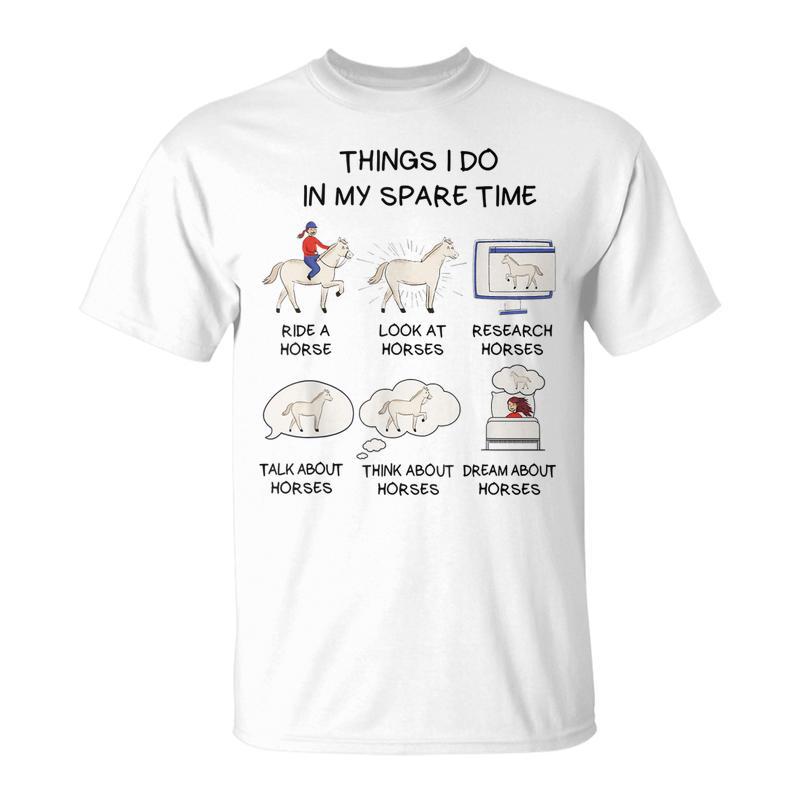 THINGS I DO
IN MY SPARE TIME
RIDE A
HORSE
LOOK AT
HORSES
RESEARCH
HORSES
TALK ABOUT
HORSES
THINK ABOUT
HORSES
DREAM ABOUT
HORSES